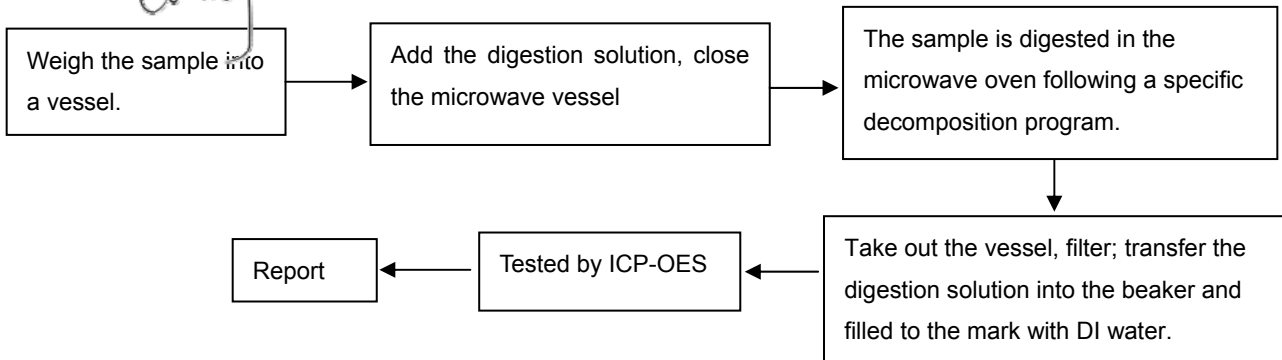 Weigh the sample into
a vessel.
Add the digestion solution, close
the microwave vessel
The sample is digested in the
microwave oven following a specific
decomposition program.
Take out the vessel, filter; transfer the
digestion solution into the beaker and
filled to the mark with DI water.
Tested by ICP-OES
Report